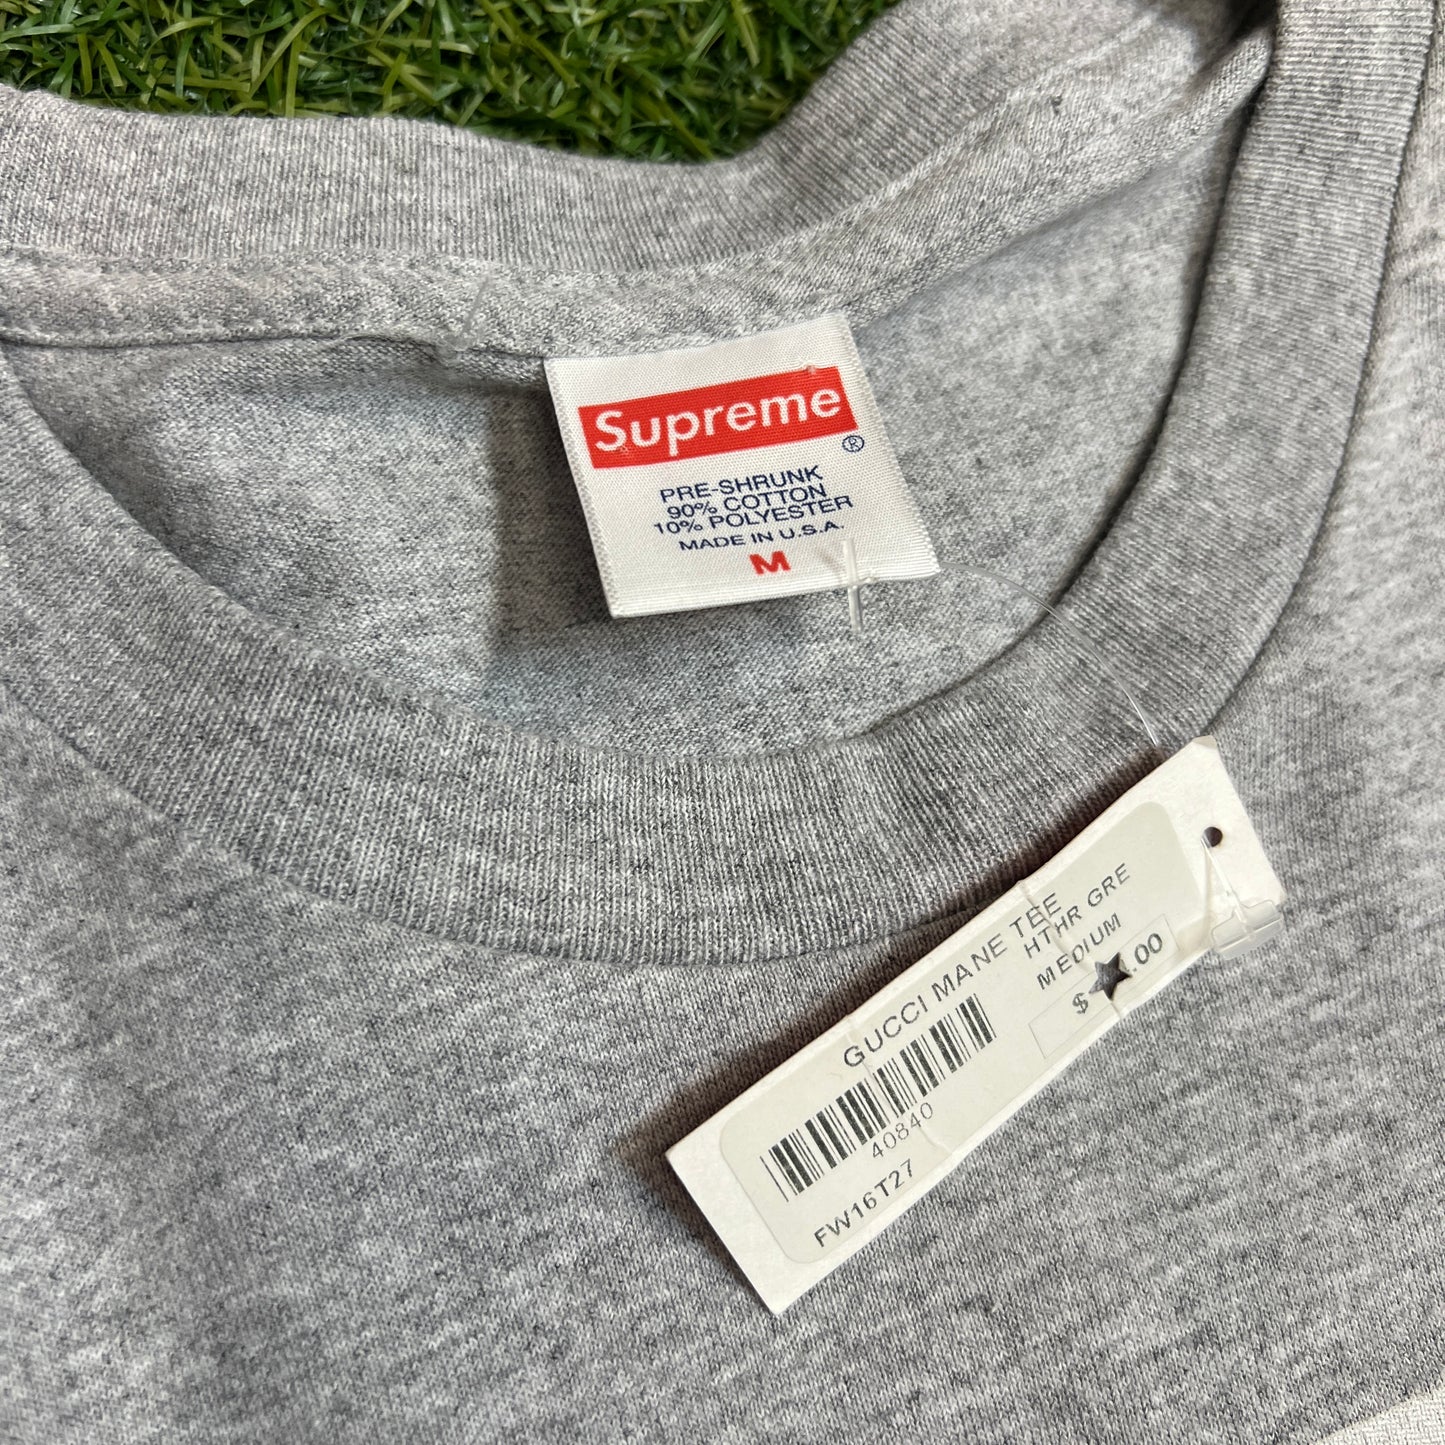 Supreme
®
PRE-SHRUNK
90% COTTON
10% POLYESTER
MADE IN U.S.A.
M
GUCCI MANE TEE
HTHR GRE
MEDIUM
$ .00
40840
FW16T27